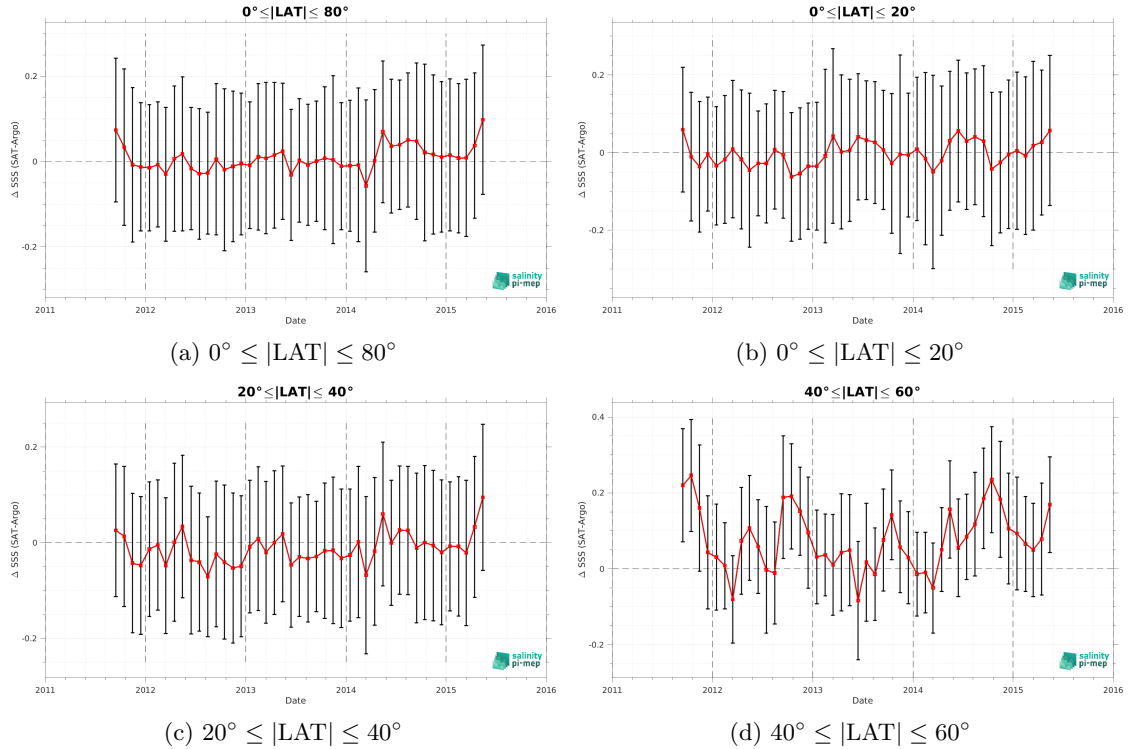 0°≤|LAT|≤ 80°
0.2
0
-0.2
Δ SSS (SAT-Argo)
2011 2012 2013 2014 2015 2016
Date
salinity
pi-mep
(a) 0° ≤ |LAT| ≤ 80°
0°≤|LAT|≤ 20°
0.2
0
-0.2
Δ SSS (SAT-Argo)
2011 2012 2013 2014 2015 2016
Date
salinity
pi-mep
(b) 0° ≤ |LAT| ≤ 20°
20°≤|LAT|≤ 40°
0.2
0
-0.2
Δ SSS (SAT-Argo)
2011 2012 2013 2014 2015 2016
Date
salinity
pi-mep
(c) 20° ≤ |LAT| ≤ 40°
40°≤|LAT|≤ 60°
0.4
0.2
0
-0.2
Δ SSS (SAT-Argo)
2011 2012 2013 2014 2015 2016
Date
salinity
pi-mep
(d) 40° ≤ |LAT| ≤ 60°